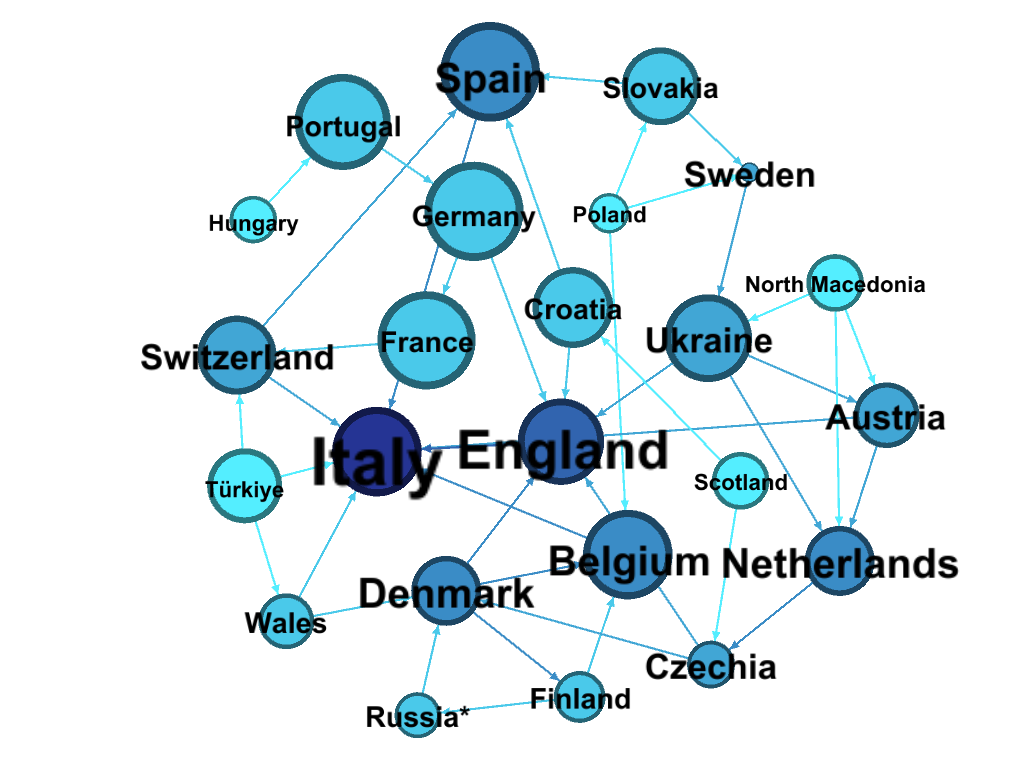 Spain
Slovakia
Portugal
Sweden
Hungary
Germany
Poland
North Macedonia
Croatia
Switzerland
France
Ukraine
Austria
Italy
England
Türkiye
Scotland
Belgium
Netherlands
Denmark
Wales
Czechia
Finland
Russia*